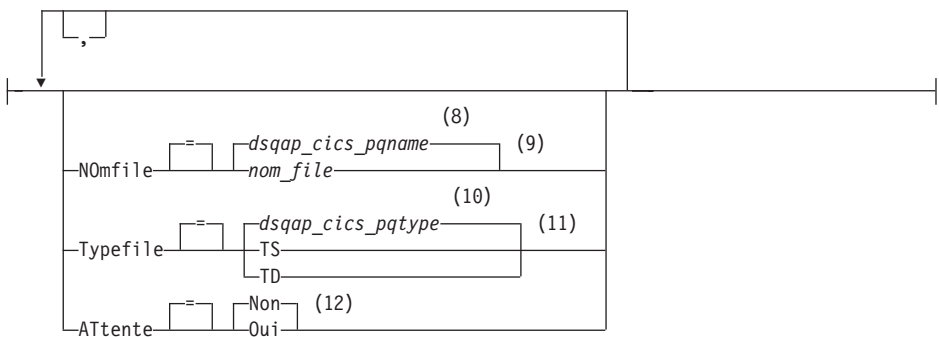 ,
(8)
= dsqap_cics_pqname (9)
NOmfile nom_file
(10)
= dsqap_cics_pqtype (11)
Typefile TS
TD
= Non (12)
ATtente Oui